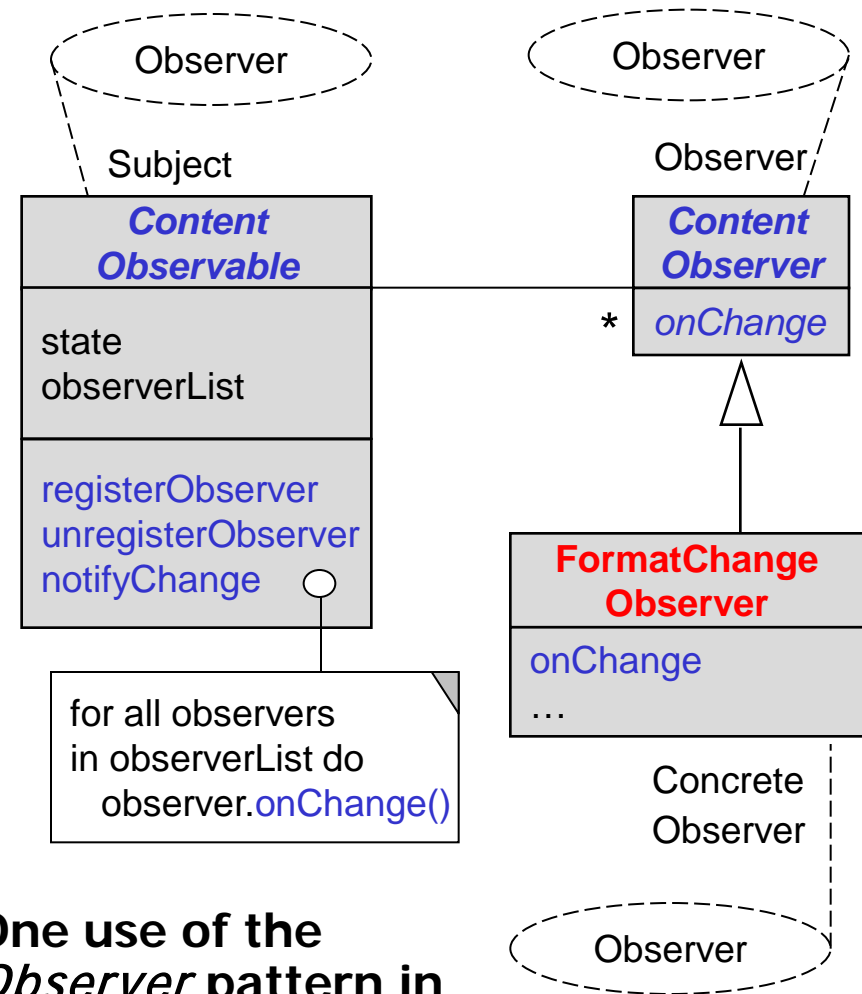 Observer
Observer
Subject
Observer
Content
Observable
Content
Observer
state
observerList
*
onChange
registerObserver
unregisterObserver
notifyChange
FormatChange
Observer
onChange
…
for all observers
in observerList do
observer.onChange()
Concrete
Observer
One use of the
Observer pattern in
Observer